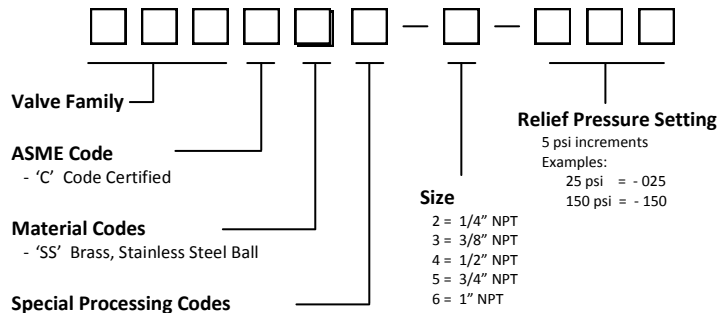 Valve Family
ASME Code
- ‘C’ Code Certified
Material Codes
- ‘SS’ Brass, Stainless Steel Ball
Special Processing Codes
Size
2 = 1/4” NPT
3 = 3/8” NPT
4 = 1/2” NPT
5 = 3/4” NPT
6 = 1” NPT
Relief Pressure Setting
5 psi increments
Examples:
25 psi = - 025
150 psi = - 150